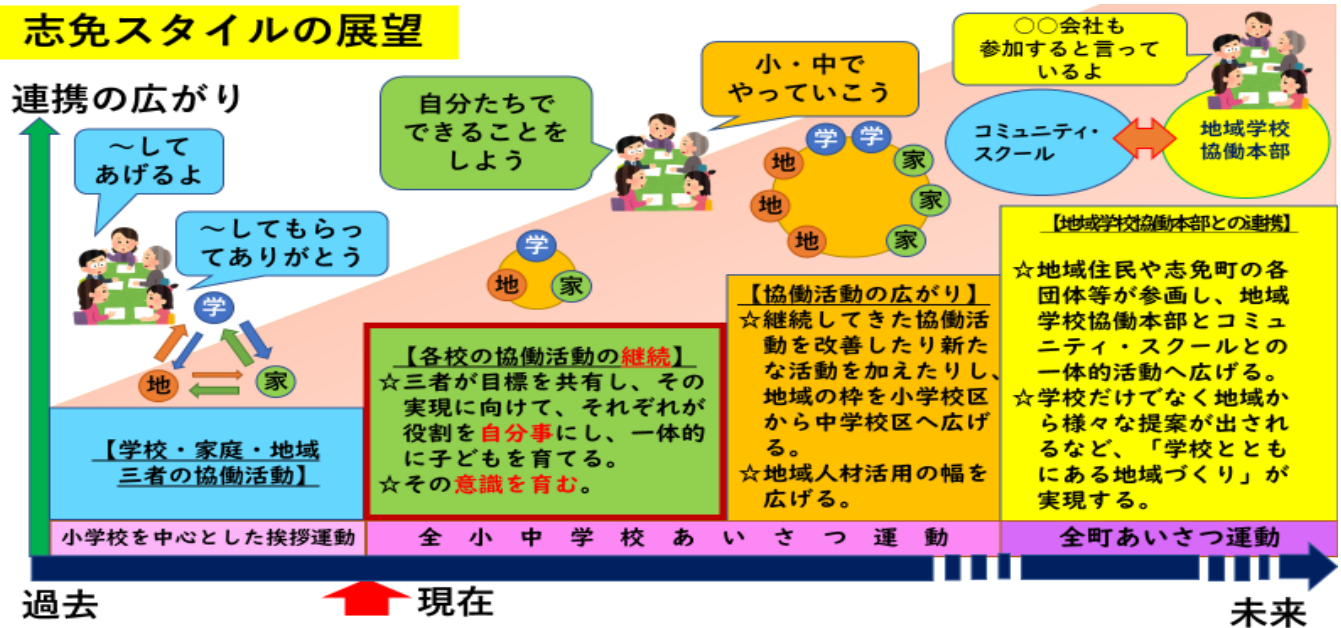 志免スタイルの展望
連携の広がり
～して
あげるよ
～してもらっ
てありがとう
学
地
家
【学校・家庭・地域
三者の協働活動】
小学校を中心とした挨拶運動
自分たちで
できることを
しよう
学
地
家
【各校の協働活動の継続】
☆三者が目標を共有し、その
実現に向けて、それぞれが
役割を自分事にし、一体的
に子どもを育てる。
☆その意識を育む。
小・中で
やっていこう
学
学
地
家
地
家
地
家
【協働活動の広がり】
☆継続してきた協働活
動を改善したり新た
な活動を加えたりし、
地域の枠を小学校区
から中学校区へ広げ
る。
☆地域人材活用の幅を
広げる。
全小中学校あいさつ運動
○○会社も
参加すると言って
いるよ
コミュニティ・
スクール
地域学校
協働本部
【地域学校協働本部との連携】
☆地域住民や志免町の各
団体等が参画し、地域
学校協働本部とコミュ
ニティ・スクールとの
一体的活動へ広げる。
☆学校だけでなく地域か
ら様々な提案が出され
るなど、「学校ととも
にある地域づくり」が
実現する。
全町あいさつ運動
過去
現在
未来